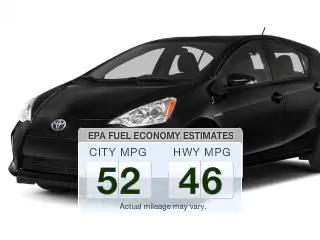 EPA FUEL ECONOMY ESTIMATES
CITY MPG HWY MPG
52 46
Actual mileage may vary.